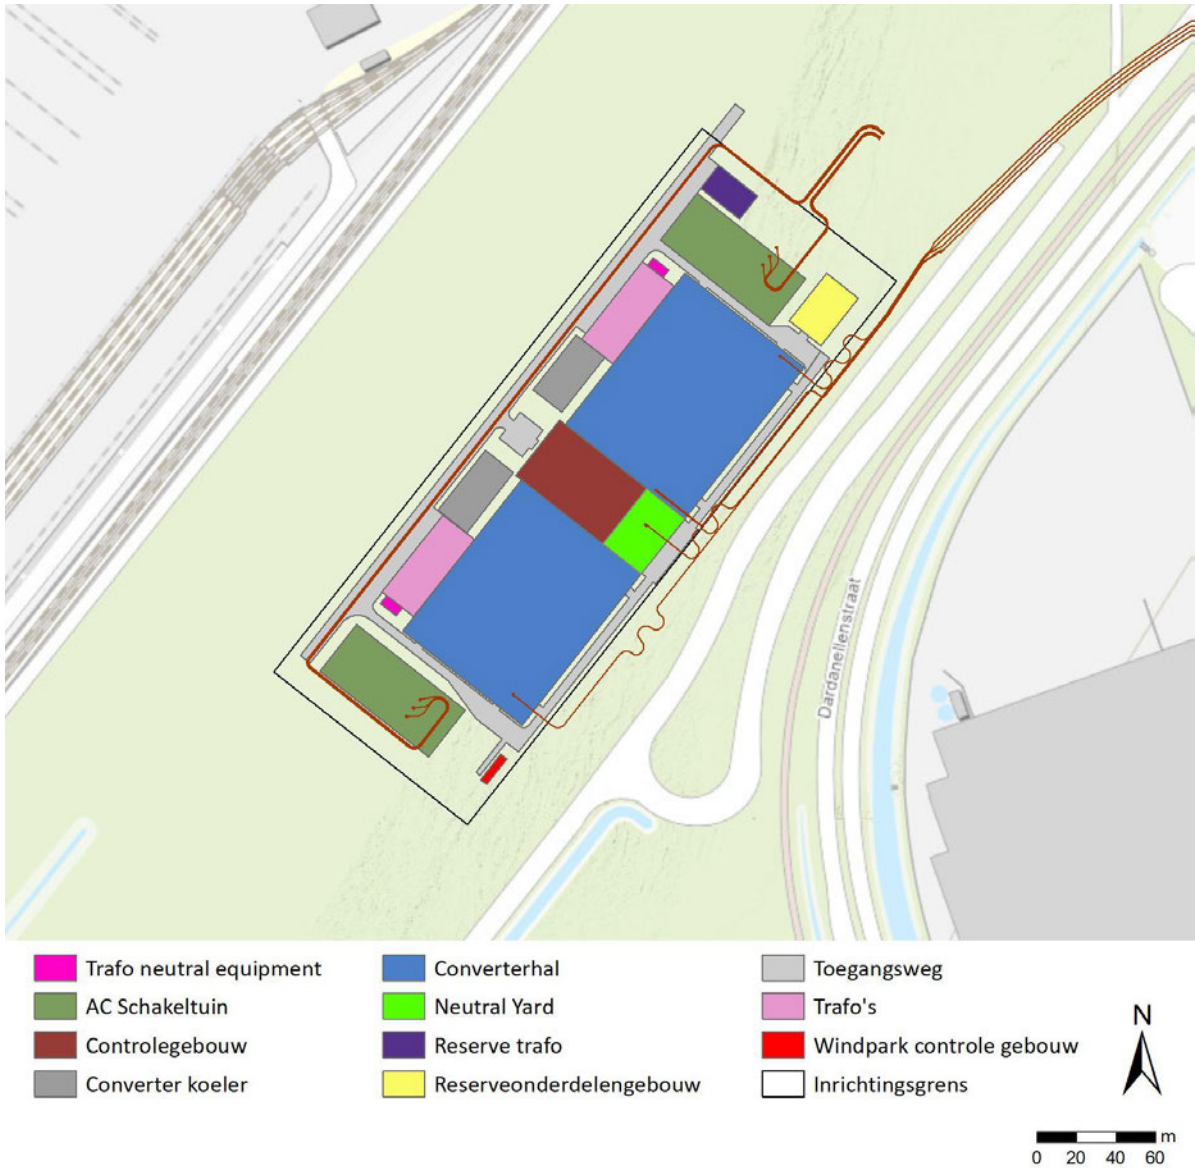 Dardanellenstraat
Trafo neutral equipment
Converterhal
Toegangsweg
AC Schakeltuin
Neutral Yard
Trafo's
Controlegebouw
Reserve trafo
Windpark controle gebouw
Converter koeler
Reserveonderdelengebouw
Inrichtingsgrens
N
m
0 20 40 60